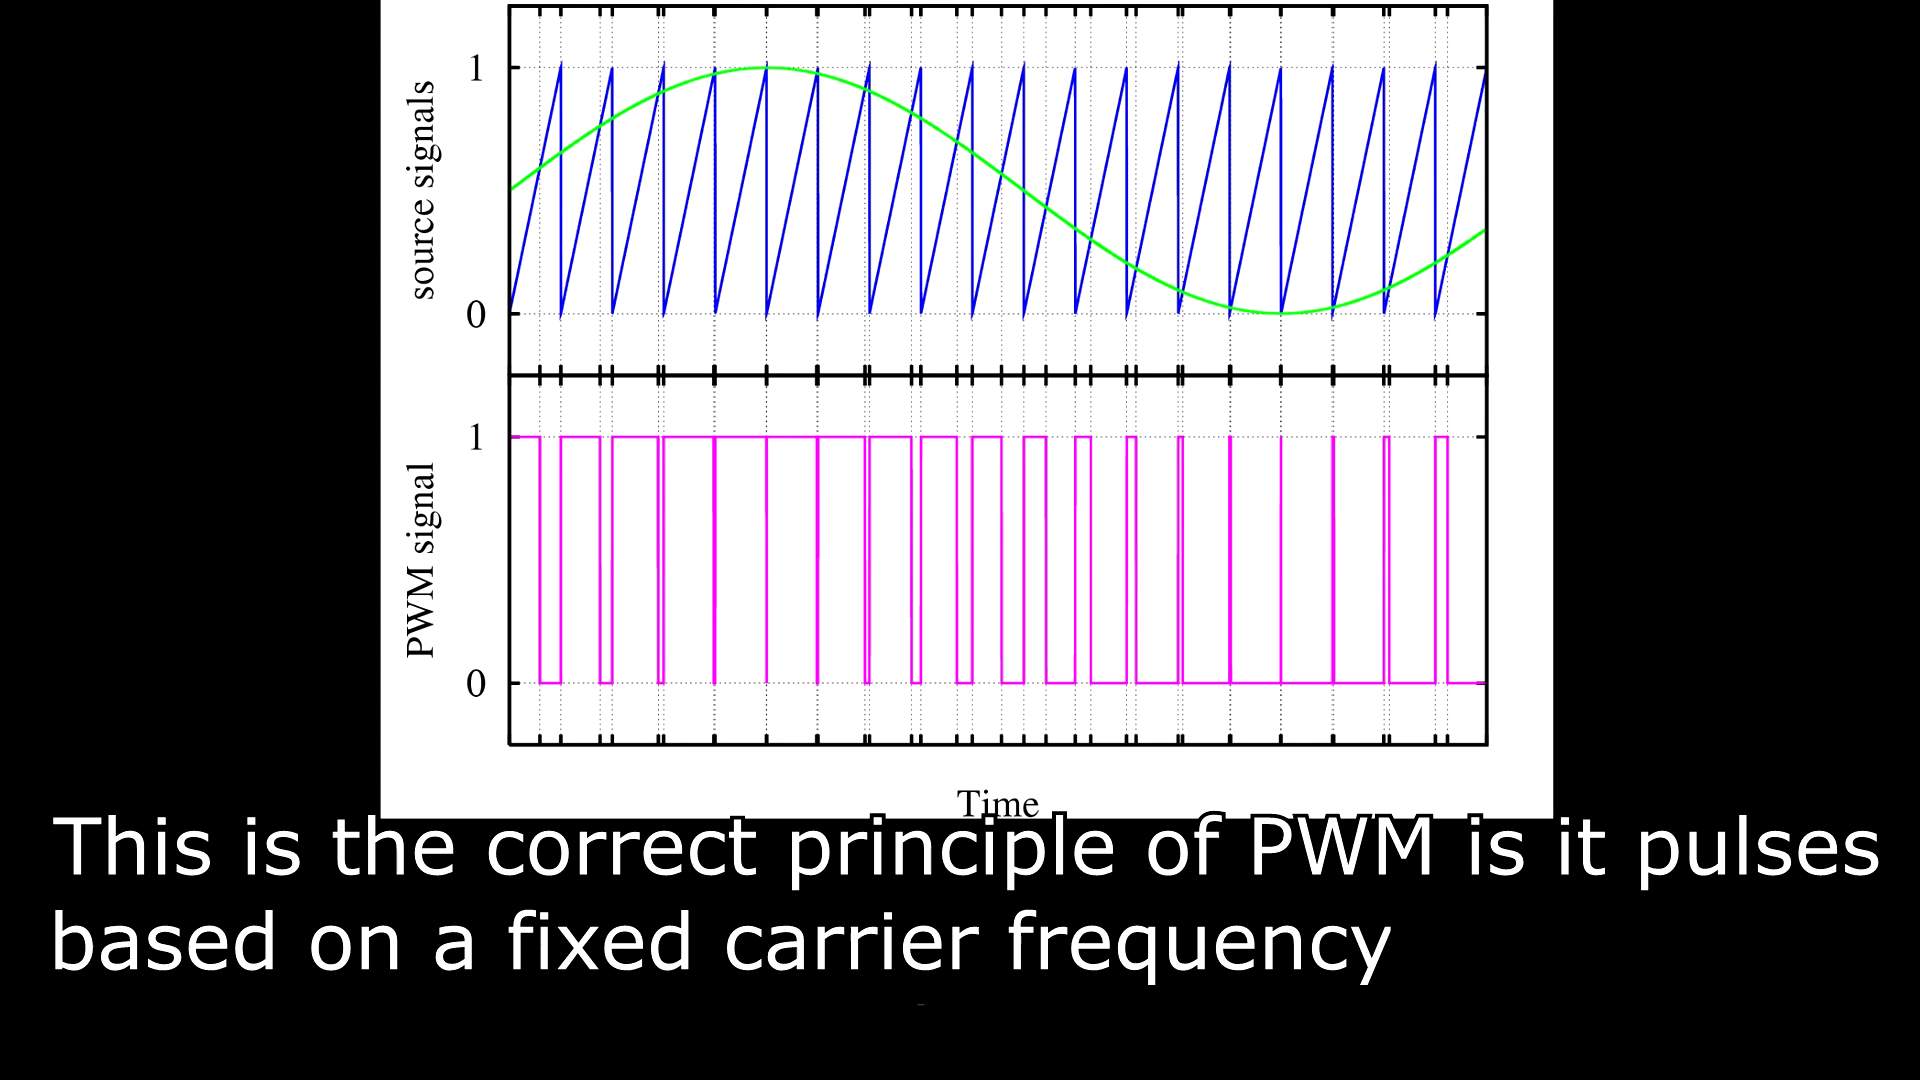 source signals
1
0
PWM signal
1
0
Time
This is the correct principle of PWM is it pulses
based on a fixed carrier frequency